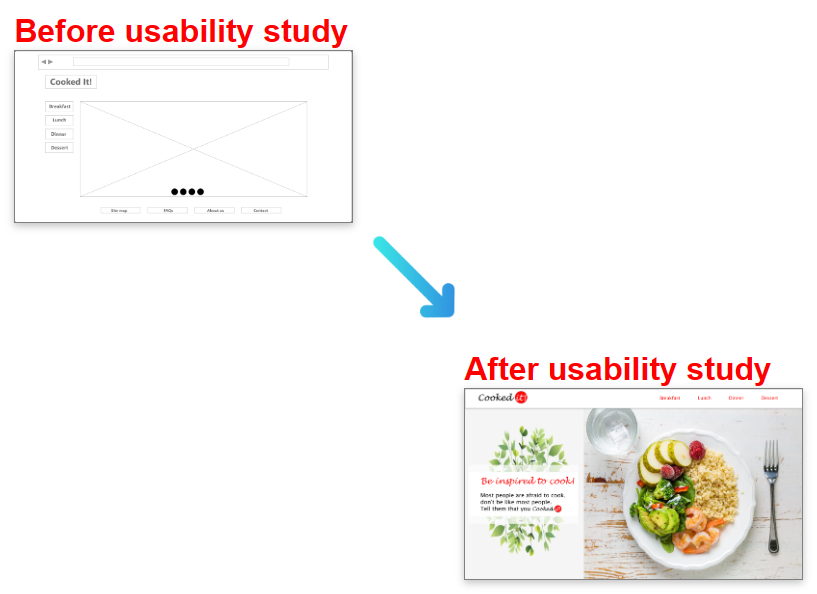 Before usability study
Cooked It!
Breakfast
Lunch
Dinner
Dessert
Site map FAQs About us Contact
After usability study
Cooked It! Breakfast Lunch Dinner Dessert
Be inspired to cook!
Most people are afraid to cook,
don't be like most people.
Tell them that you Cooked It!